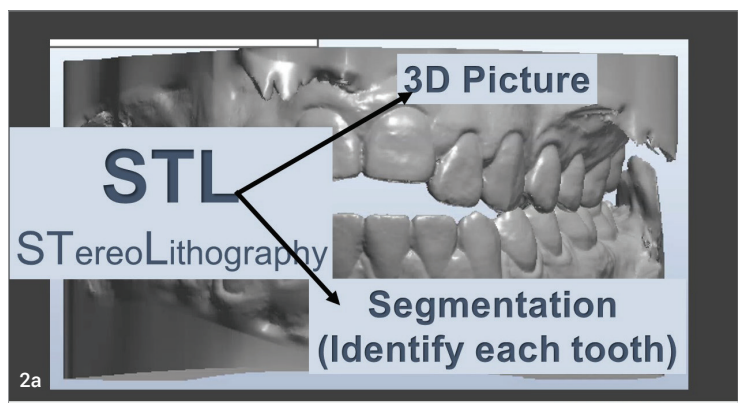 3D Picture
STL
STereoLithography
Segmentation
(Identify each tooth)
2a